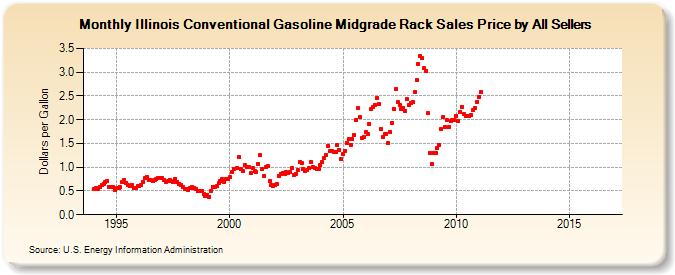 Monthly Illinois Conventional Gasoline Midgrade Rack Sales Price by All Sellers
Dollars per Gallon
3.5
3.0
2.5
2.0
1.5
1.0
0.5
0.0
1995 2000 2005 2010 2015
Source: U.S. Energy Information Administration